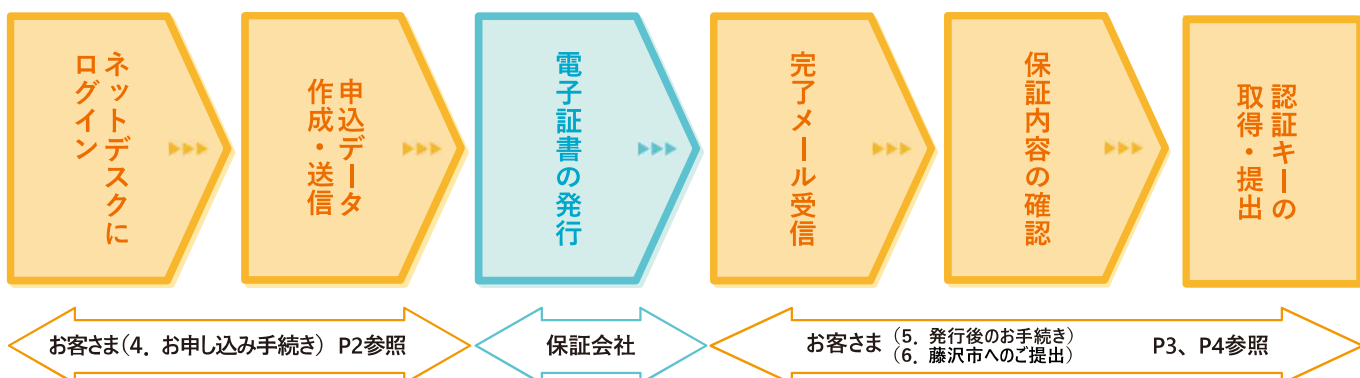 ネットデスクに
ログイン
申込データ
作成・送信
電子証書の発行
完了メール受信
保証内容の確認
認証キーの
取得・提出
お客さま(4. お申し込み手続き) P2参照
保証会社
お客さま (5. 発行後のお手続き)
(6. 藤沢市へのご提出)
P3、P4参照